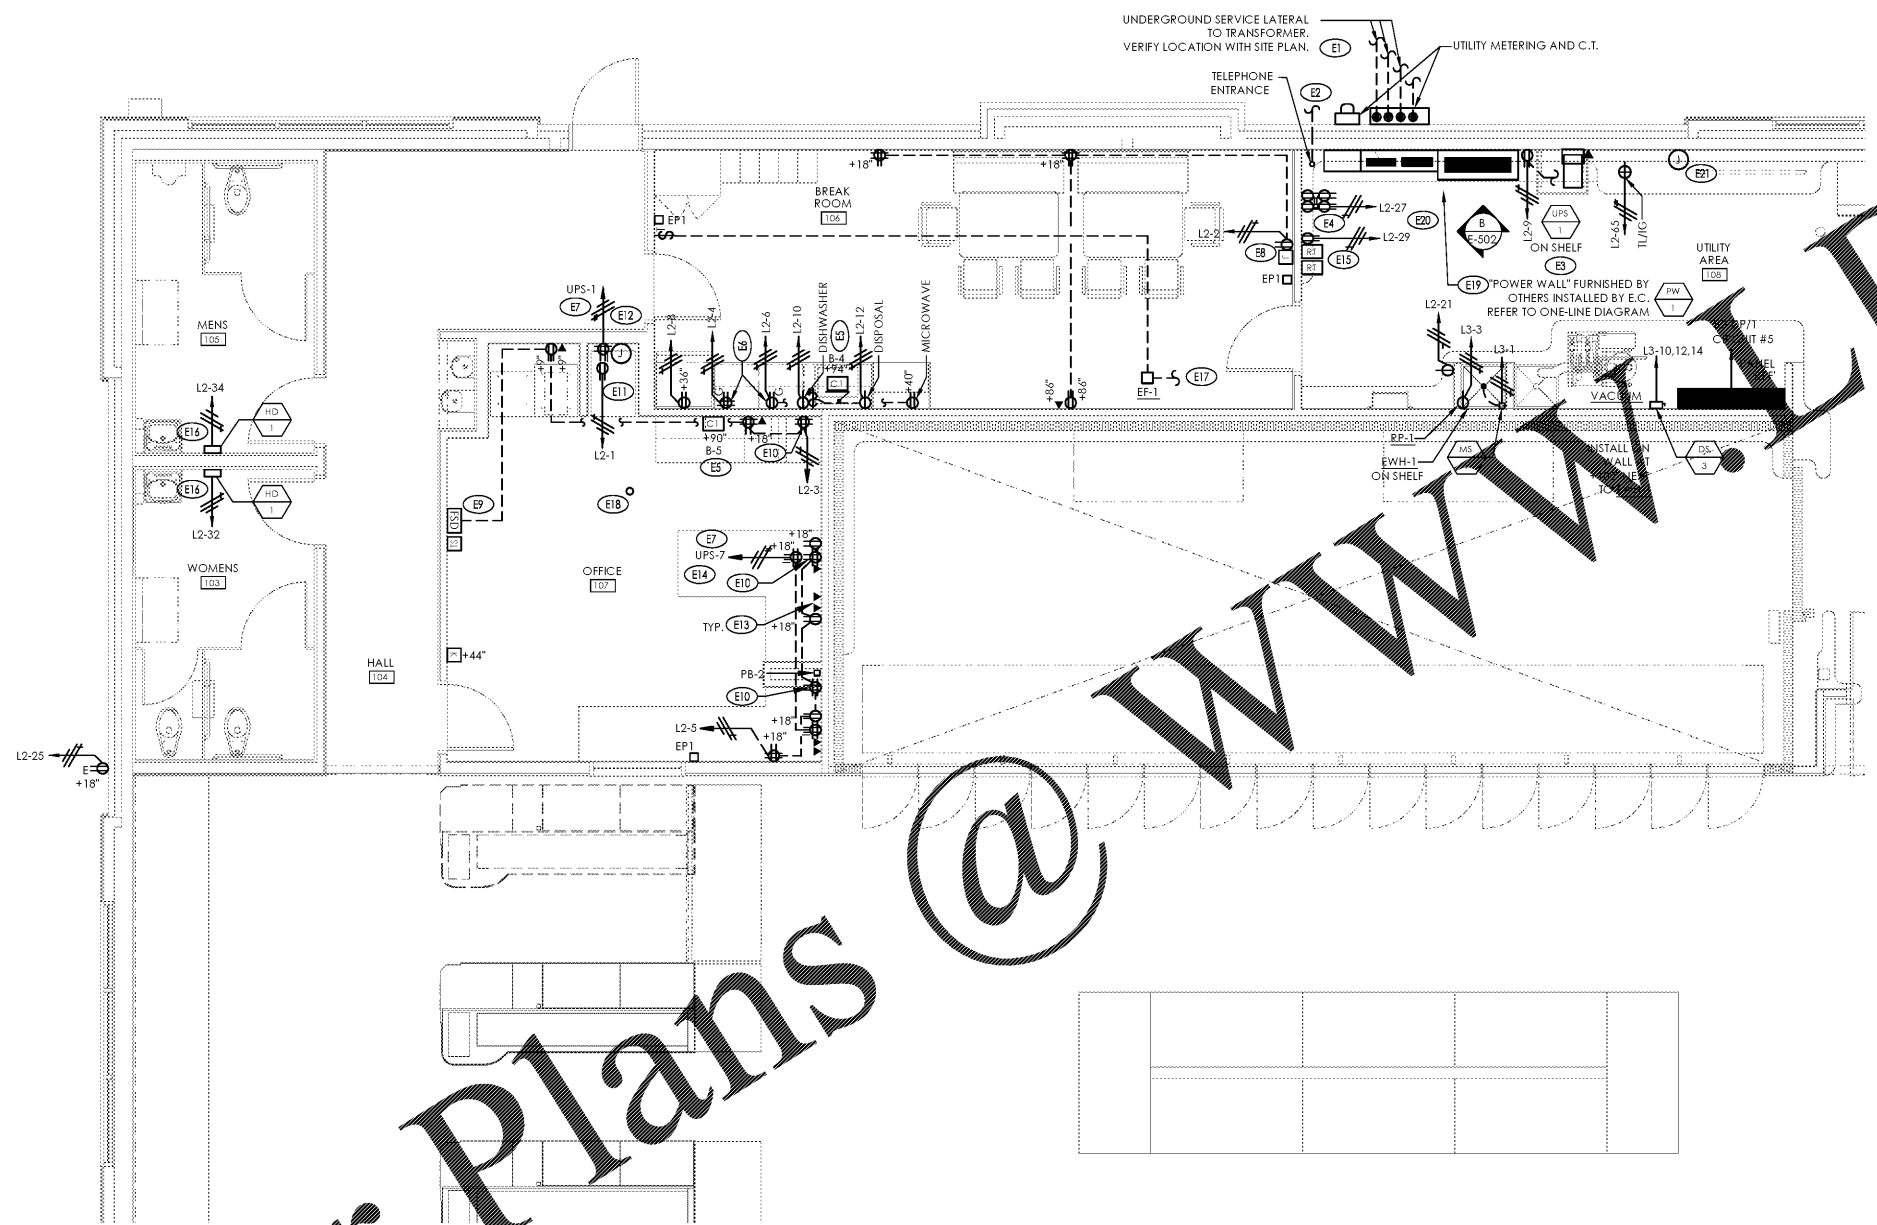 UNDERGROUND SERVICE LATERAL
TO TRANSFORMER.
VERIFY LOCATION WITH SITE PLAN.
E1
UTILITY METERING AND C.T.
TELEPHONE
ENTRANCE
E2
+18"
+18"
J
E21
BREAK
ROOM
106
EP1
L2-27
E4
E20
B
E-502
L2-9
UPS
1
ON SHELF
E3
L2-65
TL/IG
UTILITY
AREA
108
L2-2
E8
L2-29
RT
RT
E15
EP1
E19
"POWER WALL" FURNISHED BY
OTHERS INSTALLED BY E.C.
REFER TO ONE-LINE DIAGRAM
PW
1
UPS-1
E7
E12
L2-8
L2-4
E6
L2-6
L2-10
DISHWASHER
E5
B-4
+94"
C1
L2-12
DISPOSAL
MICROWAVE
L2-21
L3-3
L3-1
L3-10,12,14
MENS
105
+9"
+9"
J
E11
+36"
G
G
+40"
+86"
+86"
EF-1
E17
VACUUM
L2-34
HD
1
E16
L2-1
C1
+90"
B-5
E5
+18"
E10
L2-3
RP-1
EWH-1
ON SHELF
MS
DS
3
E16
HD
1
L2-32
E9
FSD
TS
E18
WOMENS
103
OFFICE
107
E7
UPS-7
+18"
+18"
E14
E10
TYP.
E13
+18"
+44"
HALL
104
PB-2
E10
+18"
L2-5
+18"
EP1
L2-25
E
+18"
Plans @ WWW